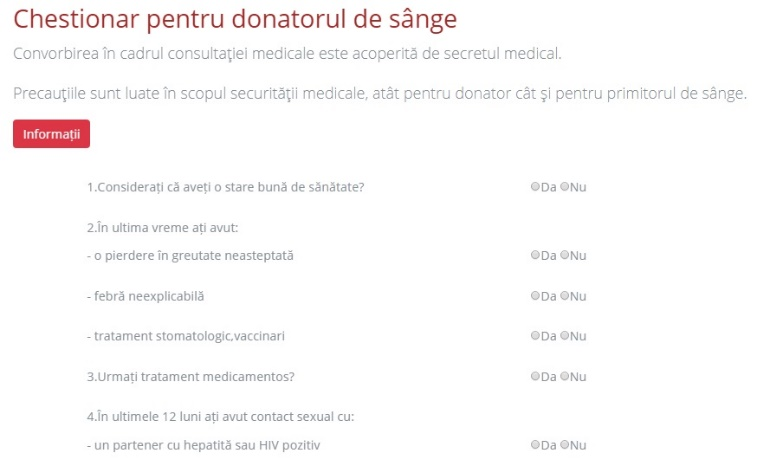 Chestionar pentru donatorul de sânge
Convorbirea în cadrul consultației medicale este acoperită de secretul medical.
Precauțiile sunt luate în scopul securității medicale, atât pentru donator cât și pentru primitorul de sânge.
Informații
1.Considerați că aveți o stare bună de sănătate? Da Nu
2.În ultima vreme ați avut:
- o pierdere în greutate neasteptată Da Nu
- febră neexplicabilă Da Nu
- tratament stomatologic,vaccinari Da Nu
3.Urmați tratament medicamentos? Da Nu
4.În ultimele 12 luni ați avut contact sexual cu:
- un partener cu hepatită sau HIV pozitiv Da Nu